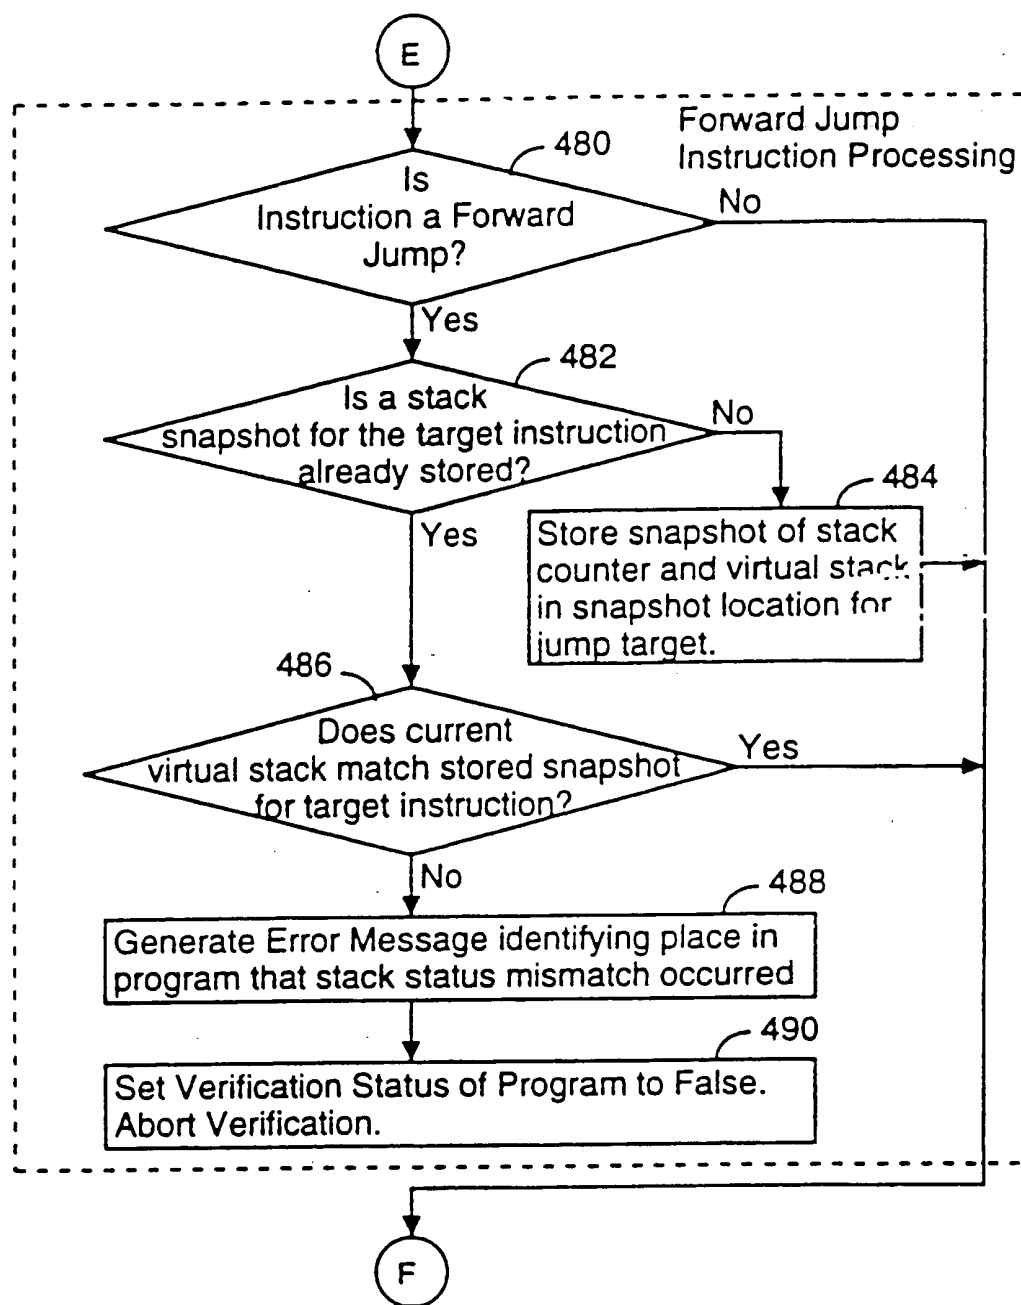 E
Forward Jump
Instruction Processing
480
Is
Instruction a Forward
Jump?
No
Yes
482
Is a stack
snapshot for the target instruction
already stored?
No
Yes
484
Store snapshot of stack
counter and virtual stack
in snapshot location for
jump target.
486
Does current
virtual stack match stored snapshot
for target instruction?
Yes
No
488
Generate Error Message identifying place in
program that stack status mismatch occurred
490
Set Verification Status of Program to False.
Abort Verification.
F